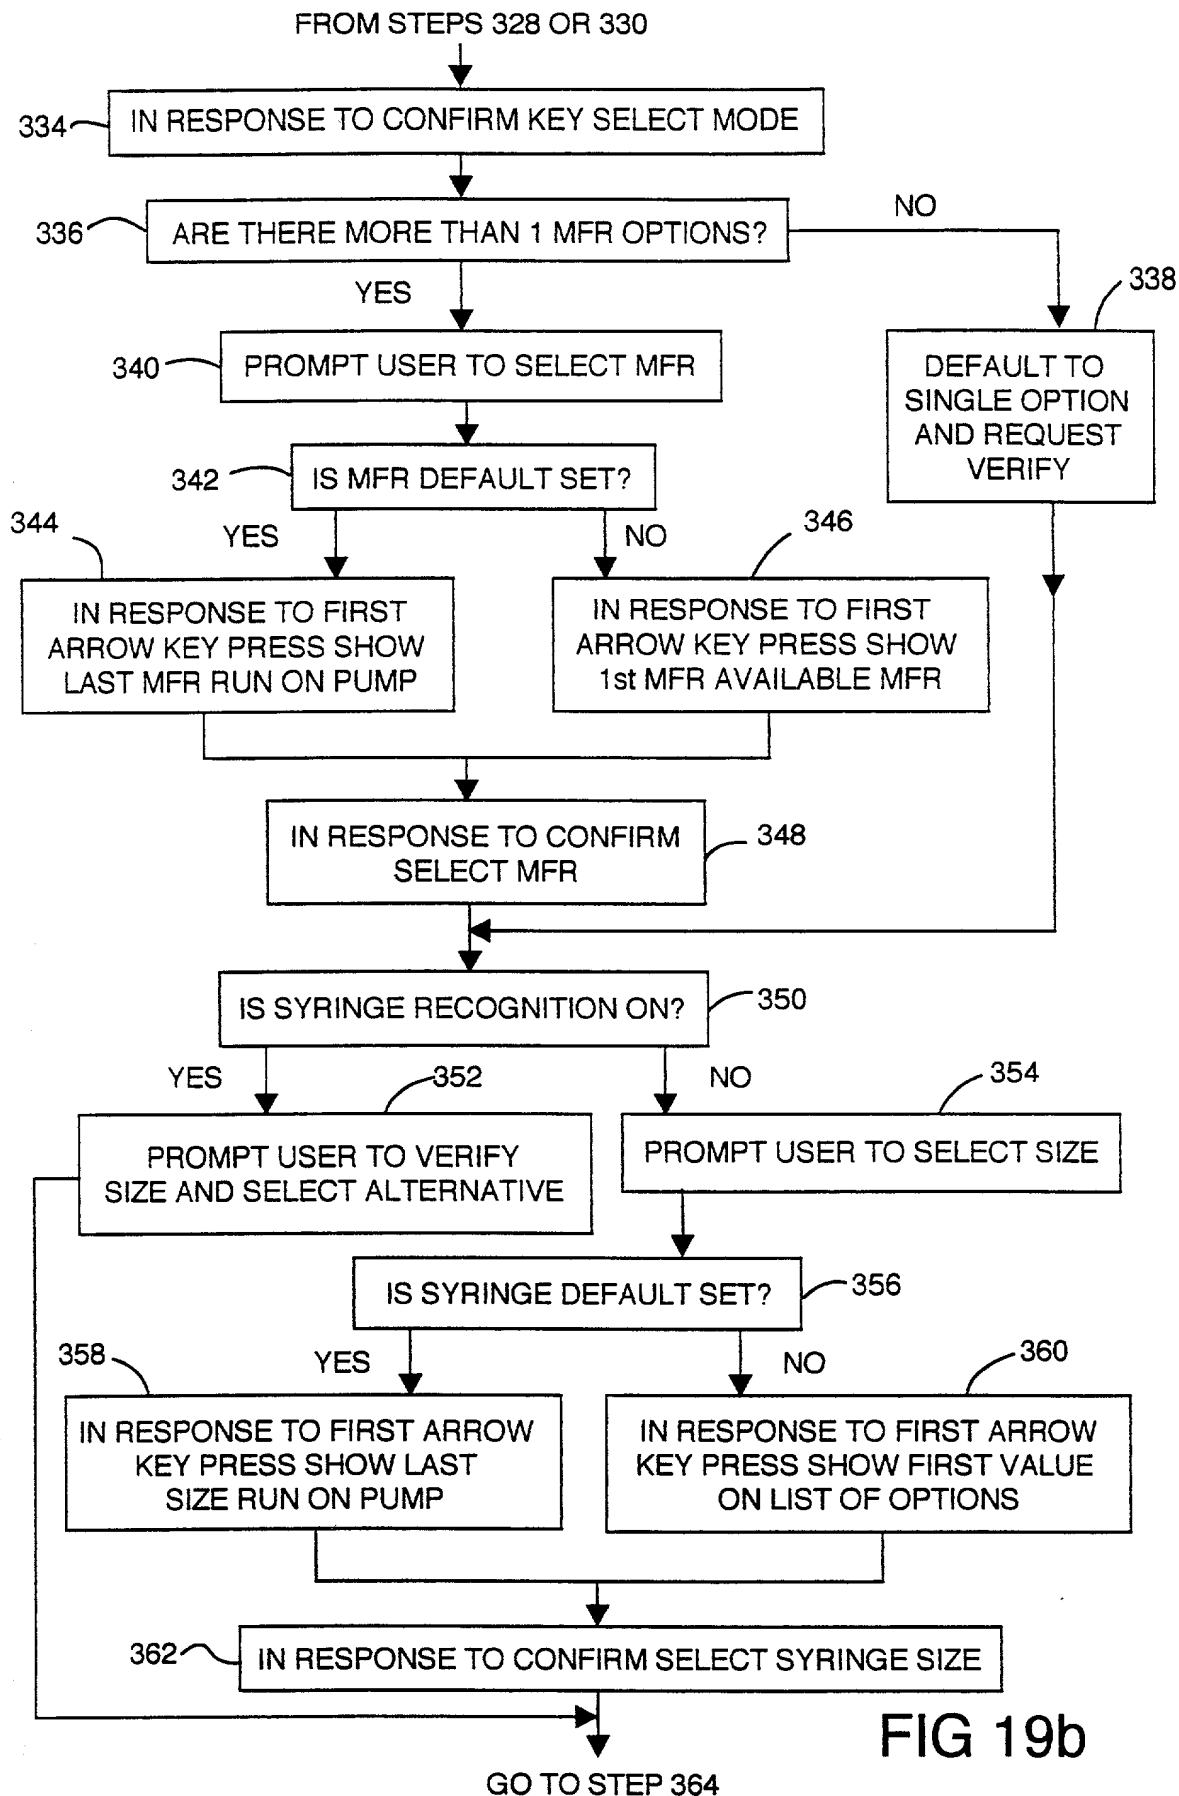 FROM STEPS 328 OR 330
334
IN RESPONSE TO CONFIRM KEY SELECT MODE
336
ARE THERE MORE THAN 1 MFR OPTIONS?
NO
YES
338
DEFAULT TO
SINGLE OPTION
AND REQUEST
VERIFY
340
PROMPT USER TO SELECT MFR
342
IS MFR DEFAULT SET?
344
YES
NO
346
IN RESPONSE TO FIRST
ARROW KEY PRESS SHOW
LAST MFR RUN ON PUMP
IN RESPONSE TO FIRST
ARROW KEY PRESS SHOW
1st MFR AVAILABLE MFR
IN RESPONSE TO CONFIRM
SELECT MFR
348
IS SYRINGE RECOGNITION ON?
350
YES
352
NO
354
PROMPT USER TO VERIFY
SIZE AND SELECT ALTERNATIVE
PROMPT USER TO SELECT SIZE
IS SYRINGE DEFAULT SET?
356
358
YES
NO
360
IN RESPONSE TO FIRST ARROW
KEY PRESS SHOW LAST
SIZE RUN ON PUMP
IN RESPONSE TO FIRST ARROW
KEY PRESS SHOW FIRST VALUE
ON LIST OF OPTIONS
362
IN RESPONSE TO CONFIRM SELECT SYRINGE SIZE
FIG 19b
GO TO STEP 364